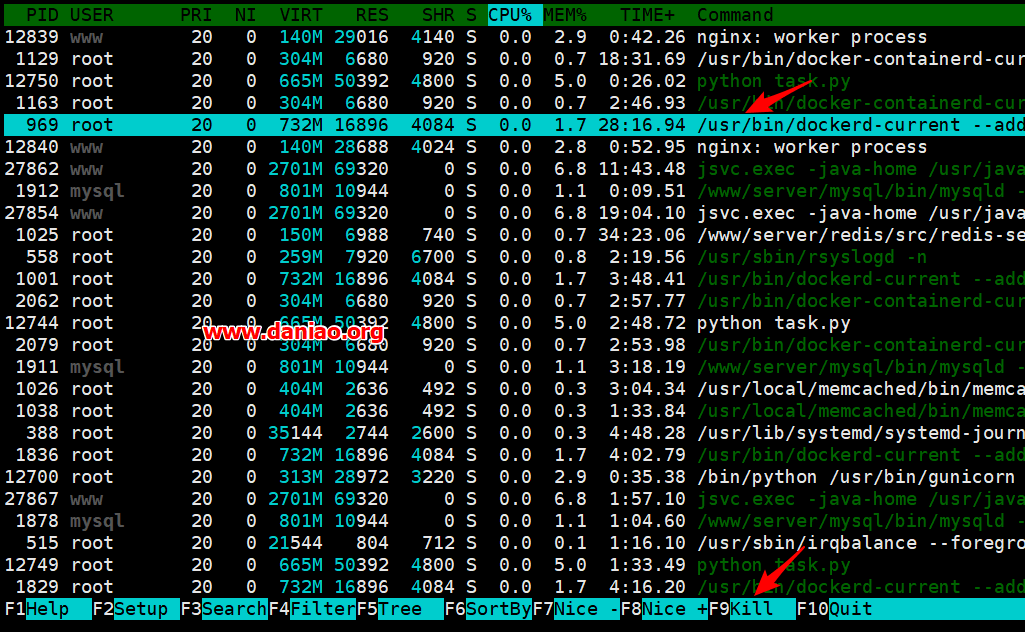 PID USER PRI NI VIRT RES SHR S CPU% MEM% TIME+ Command
12839 www 20 0 140M 29016 4140 S 0.0 2.9 0:42.26 nginx: worker process
1129 root 20 0 304M 6680 920 S 0.0 0.7 18:31.69 /usr/bin/docker-containerd-cur
12750 www 20 0 665M 50392 4800 S 0.0 5.0 0:26.02 python task.py
1163 root 20 0 304M 6680 920 S 0.0 0.7 2:46.93 /usr/bin/docker-containerd-cur
969 root 20 0 732M 16896 4084 S 0.0 1.7 28:16.94 /usr/bin/dockerd-current --add
12840 www 20 0 140M 28688 4024 S 0.0 2.8 0:52.95 nginx: worker process
27862 www 20 0 2701M 69320 0 S 0.0 6.8 11:43.48 jsvc.exec -java-home /usr/java
1912 mysql 20 0 801M 10944 0 S 0.0 1.1 0:09.51 /www/server/mysql/bin/mysqld -
27854 www 20 0 2701M 69320 0 S 0.0 6.8 19:04.10 jsvc.exec -java-home /usr/java
1025 root 20 0 150M 6988 740 S 0.0 0.7 34:23.06 /www/server/redis/src/redis-se
558 root 20 0 259M 7920 6700 S 0.0 0.8 2:19.56 /usr/sbin/rsyslogd -n
1001 root 20 0 732M 16896 4084 S 0.0 1.7 3:48.41 /usr/bin/dockerd-current --add
2062 root 20 0 304M 6680 920 S 0.0 0.7 2:57.77 /usr/bin/docker-containerd-cur
12744 root 20 0 665M 50392 4800 S 0.0 5.0 2:48.72 python task.py
www.daniao.org
2079 root 20 0 304M 6680 920 S 0.0 0.7 2:53.98 /usr/bin/docker-containerd-cur
1911 mysql 20 0 801M 10944 0 S 0.0 1.1 3:18.19 /www/server/mysql/bin/mysqld -
1026 root 20 0 404M 2636 492 S 0.0 0.3 3:04.34 /usr/local/memcached/bin/memca
1038 root 20 0 404M 2636 492 S 0.0 0.3 1:33.84 /usr/local/memcached/bin/memca
388 root 20 0 35144 2744 2600 S 0.0 0.3 4:48.28 /usr/lib/systemd/systemd-journ
1836 root 20 0 732M 16896 4084 S 0.0 1.7 4:02.79 /usr/bin/dockerd-current --add
12700 root 20 0 313M 28972 3220 S 0.0 2.9 0:35.38 /bin/python /usr/bin/gunicorn
27867 www 20 0 2701M 69320 0 S 0.0 6.8 1:57.10 jsvc.exec -java-home /usr/java
1878 mysql 20 0 801M 10944 0 S 0.0 1.1 1:04.60 /www/server/mysql/bin/mysqld -
515 root 20 0 21544 804 712 S 0.0 0.1 1:16.10 /usr/sbin/irqbalance --foregro
12749 root 20 0 665M 50392 4800 S 0.0 5.0 1:33.49 python task.py
1829 root 20 0 732M 16896 4084 S 0.0 1.7 4:16.20 /usr/bin/dockerd-current --add
F1Help F2Setup F3SearchF4FilterF5Tree F6SortByF7Nice -F8Nice +F9Kill F10Quit